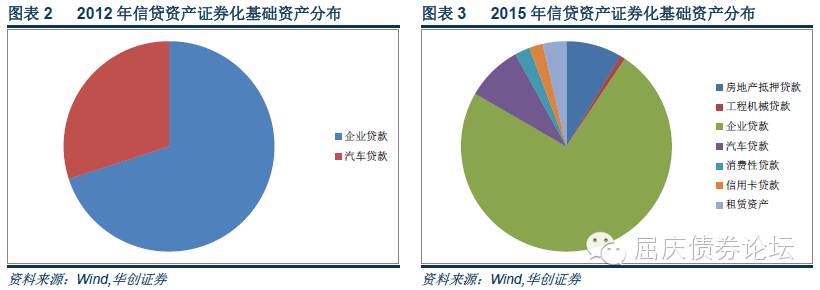 图表 2 2012 年信贷资产证券化基础资产分布
企业贷款
汽车贷款
资料来源：Wind,华创证券
图表 3 2015 年信贷资产证券化基础资产分布
房地产抵押贷款
工程机械贷款
企业贷款
汽车贷款
消费性贷款
信用卡贷款
租赁资产
屈庆债券论坛
资料来源：Wind,华创证券